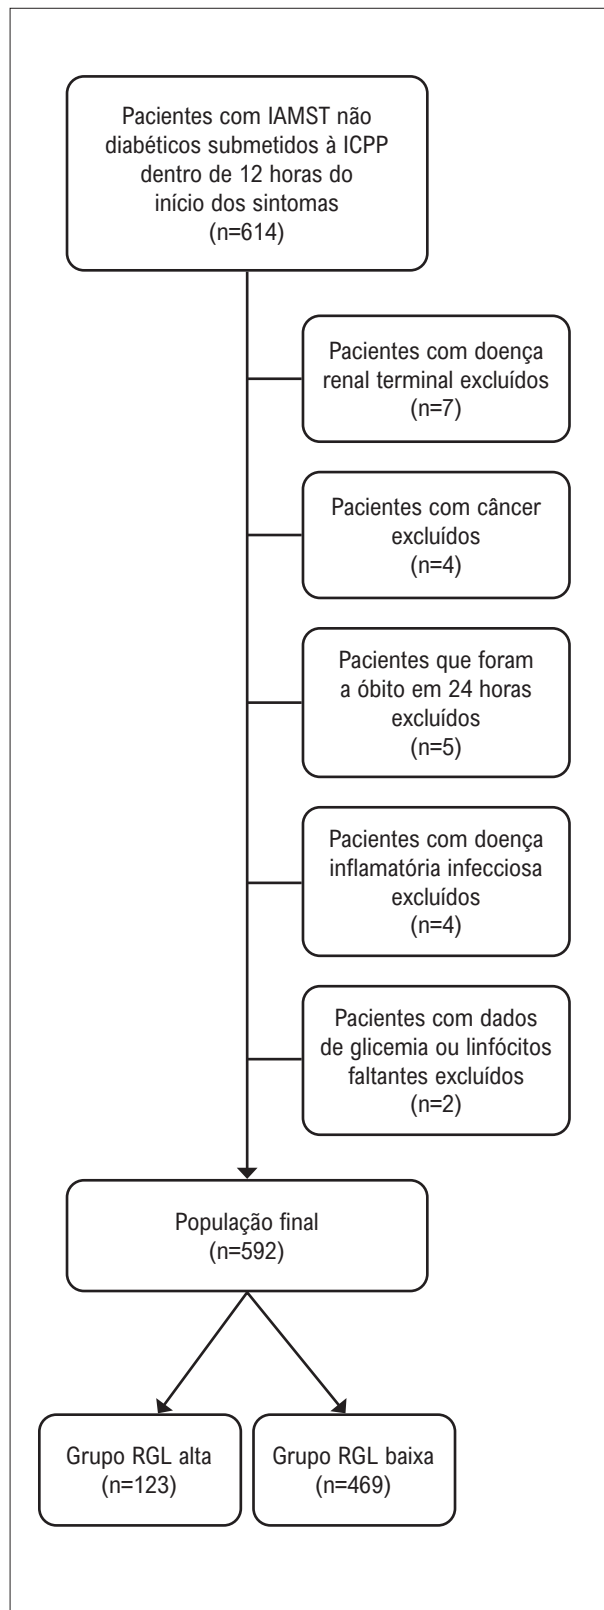 Pacientes com IAMST não
diabéticos submetidos à ICPP
dentro de 12 horas do
início dos sintomas
(n=614)
Pacientes com doença
renal terminal excluídos
(n=7)
Pacientes com câncer
excluídos
(n=4)
Pacientes que foram
a óbito em 24 horas
excluídos
(n=5)
Pacientes com doença
inflamatória infecciosa
excluídos
(n=4)
Pacientes com dados
de glicemia ou linfócitos
faltantes excluídos
(n=2)
População final
(n=592)
Grupo RGL alta
(n=123)
Grupo RGL baixa
(n=469)